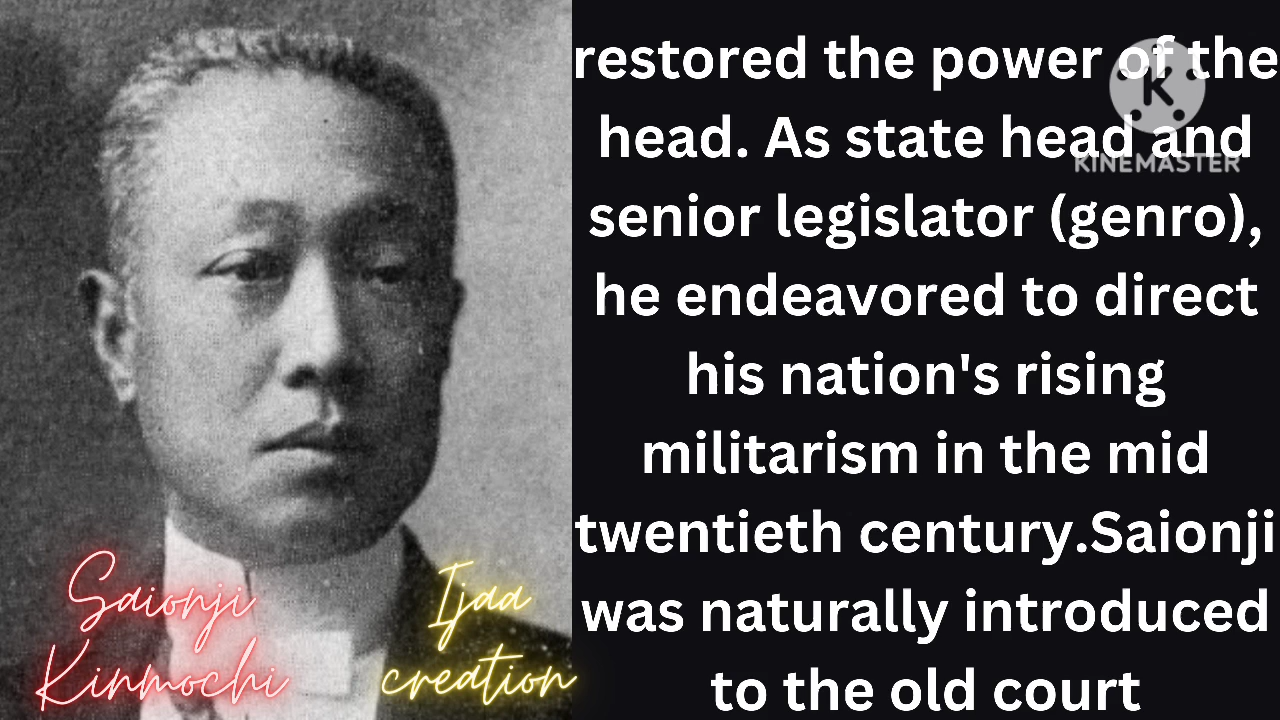 restored the power of the
head. As state head and
senior legislator (genro),
he endeavored to direct
his nation's rising
militarism in the mid
twentieth century.Saionji
was naturally introduced
to the old court
K
KINEMASTER
Saionji
Kinmochi
Ijaa
creation